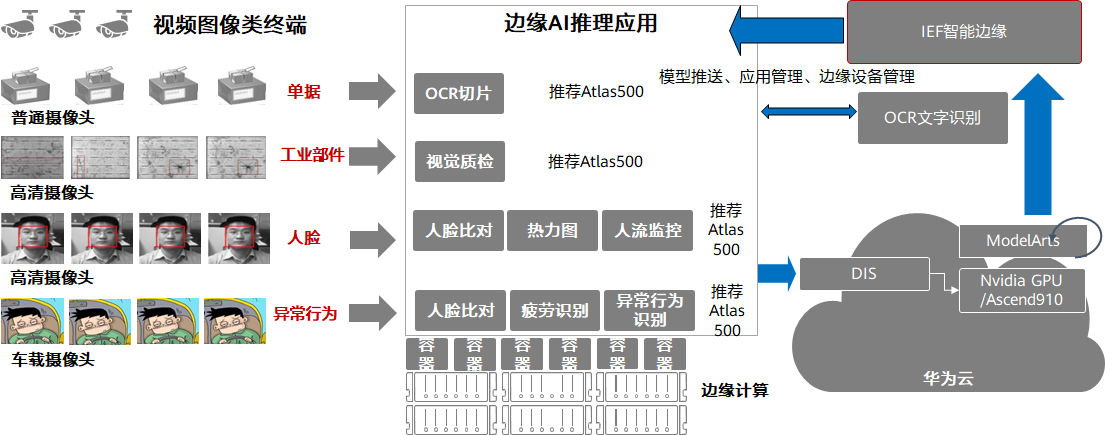 视频图像类终端
边缘AI推理应用
IEF智能边缘
模型推送、应用管理、边缘设备管理
普通摄像头
单据
OCR切片
推荐Atlas500
OCR文字识别
高清摄像头
工业部件
视觉质检
推荐Atlas500
高清摄像头
人脸
人脸比对
热力图
人流监控
推荐
Atlas
500
车载摄像头
异常行为
人脸比对
疲劳识别
异常行为
识别
推荐
Atlas
500
容
器
容
器
容
器
容
器
容
器
容
器
边缘计算
DIS
ModelArts
Nvidia GPU
/Ascend910
华为云